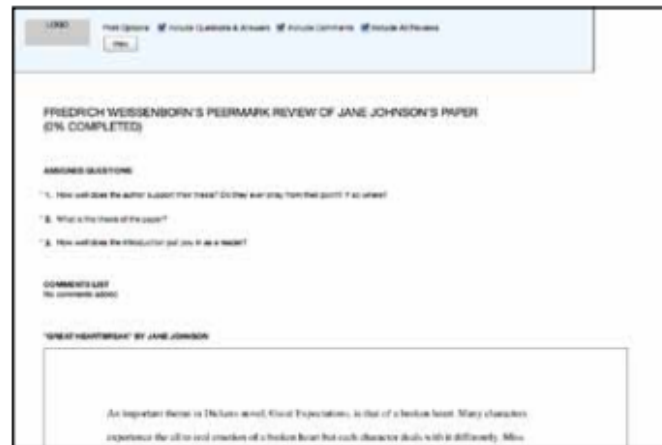 LOGO
Print Options: Include Questions & Answers Include Comments Include All Reviews
Print
FRIEDRICH WEISSENBORN'S PEERMARK REVIEW OF JANE JOHNSON'S PAPER
(0% COMPLETED)
ASSIGNED QUESTIONS
1. How well does the author support their thesis? Do they ever stray from their point? If so where?
2. What is the thesis of the paper?
3. How well does the introduction pull you in as a reader?
COMMENTS LIST
No comments added
"GREAT HEARTBREAK" BY JANE JOHNSON
An important theme in Dickens novel, Great Expectations, is that of a broken heart. Many characters
experience the all to real emotion of a broken heart but each character deals with it differently. Miss